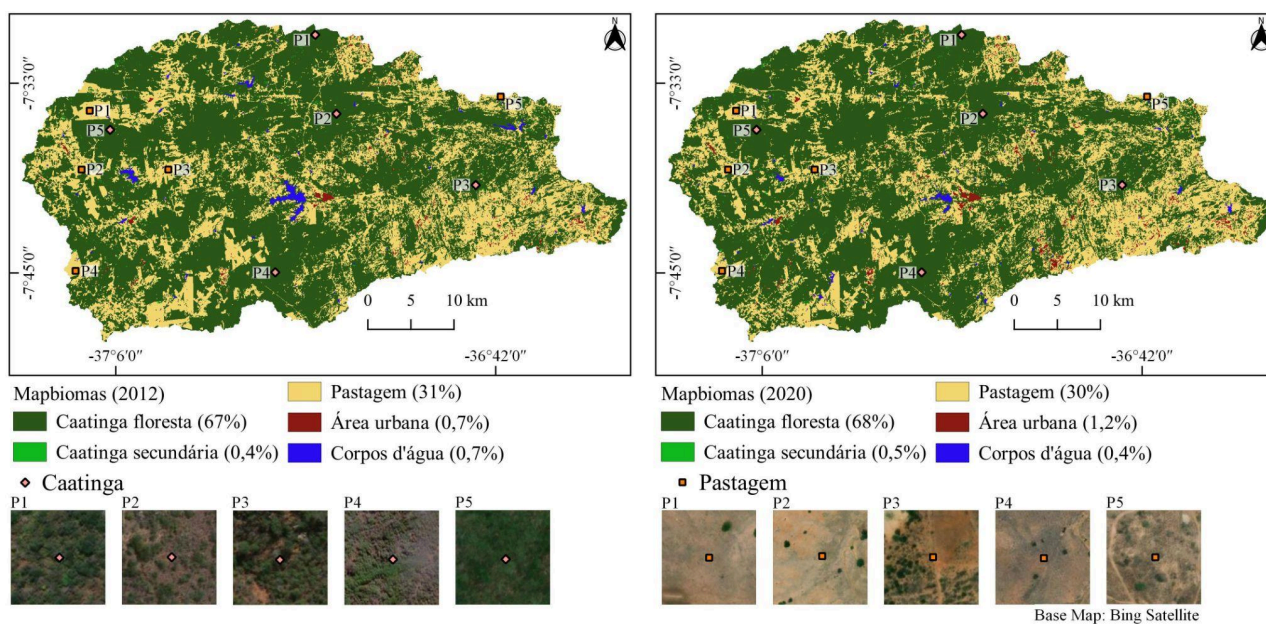 N
P1
-7°33′0″
P1
P5
P5
P2
P2
P3
P3
P4
-7°45′0″
P4
0 5 10 km
-37°6′0″
-36°42′0″
Mapbiomas (2012)
Caatinga floresta (67%)
Caatinga secundária (0,4%)
Pastagem (31%)
Área urbana (0,7%)
Corpos d'água (0,7%)
Caatinga
P1 P2 P3 P4 P5
N
P1
-7°33′0″
P1
P5
P5
P2
P2
P3
P3
P4
-7°45′0″
P4
0 5 10 km
-37°6′0″
-36°42′0″
Mapbiomas (2020)
Caatinga floresta (68%)
Caatinga secundária (0,5%)
Pastagem (30%)
Área urbana (1,2%)
Corpos d'água (0,4%)
Pastagem
P1 P2 P3 P4 P5
Base Map: Bing Satellite